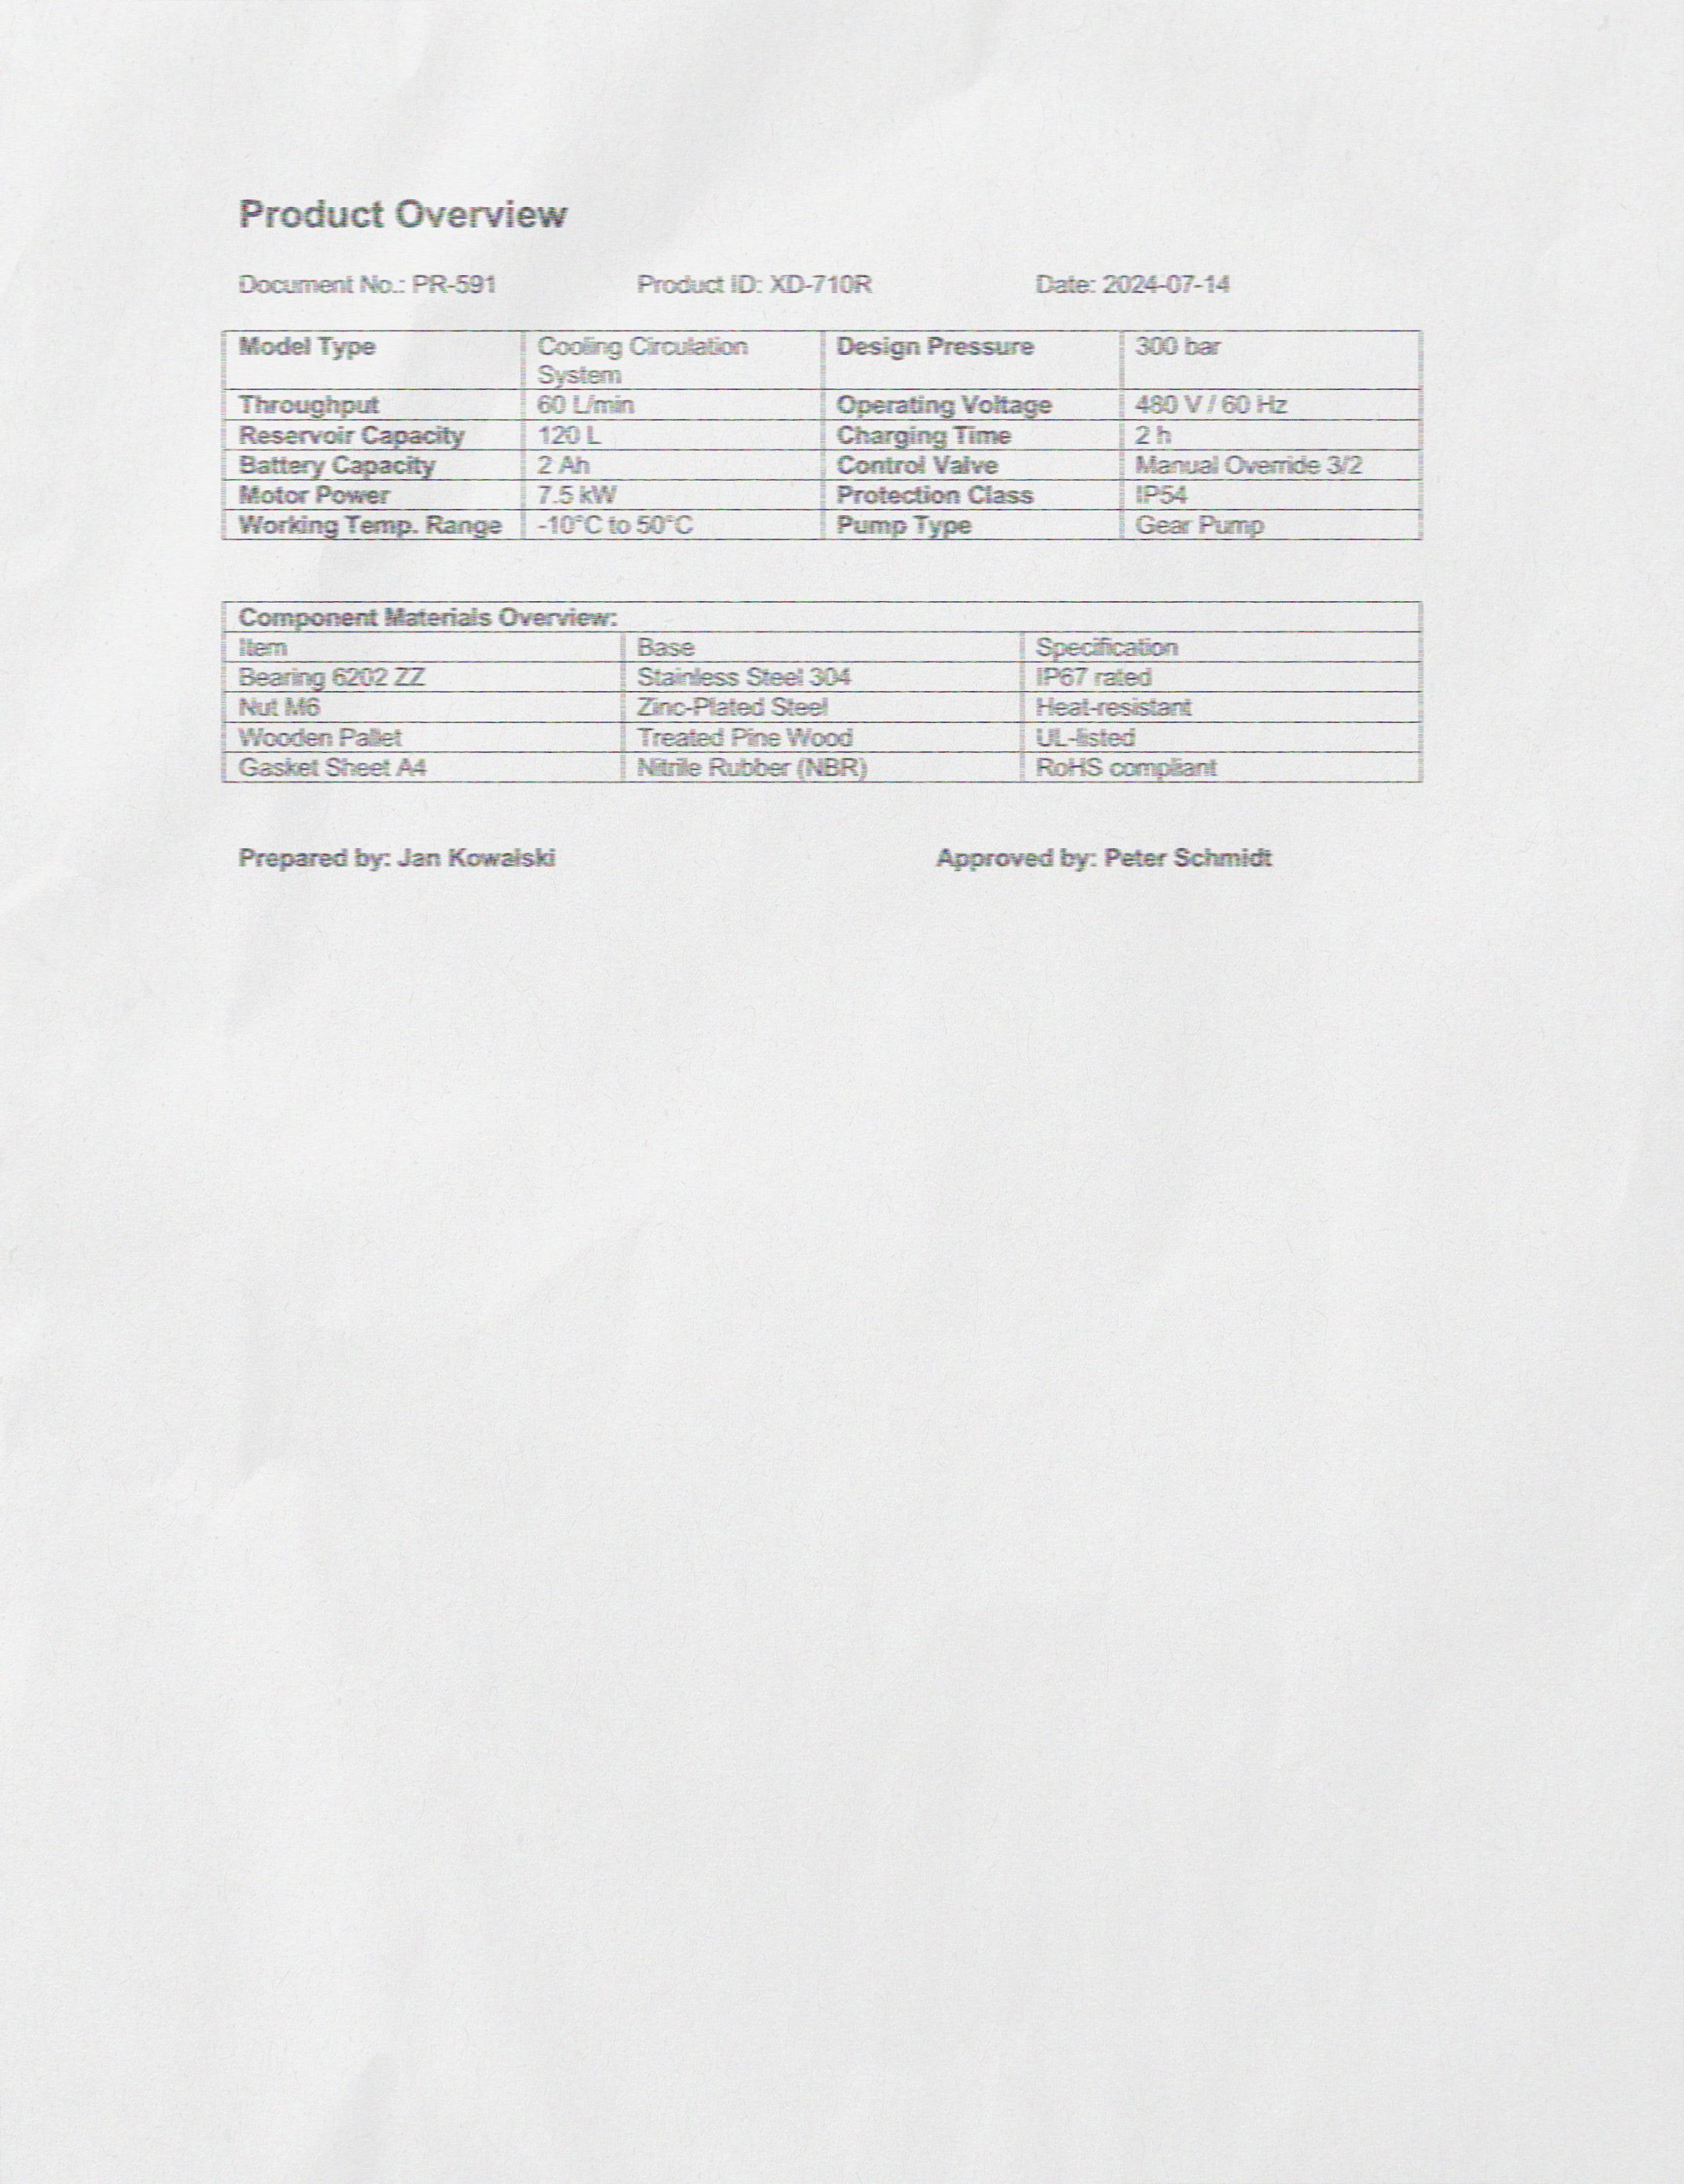 Product Overview
Document No.: PR-591 Product ID: XD-710R Date: 2024-07-14
Model Type Cooling Circulation System Design Pressure 300 bar
Throughput 60 L/min Operating Voltage 480 V / 60 Hz
Reservoir Capacity 120 L Charging Time 2 h
Battery Capacity 2 Ah Control Valve Manual Override 3/2
Motor Power 7.5 kW Protection Class IP54
Working Temp. Range -10°C to 50°C Pump Type Gear Pump
Component Materials Overview:
Item Base Specification
Bearing 6202 ZZ Stainless Steel 304 IP67 rated
Nut M6 Zinc-Plated Steel Heat-resistant
Wooden Pallet Treated Pine Wood UL-listed
Gasket Sheet A4 Nitrile Rubber (NBR) RoHS compliant
Prepared by: Jan Kowalski Approved by: Peter Schmidt